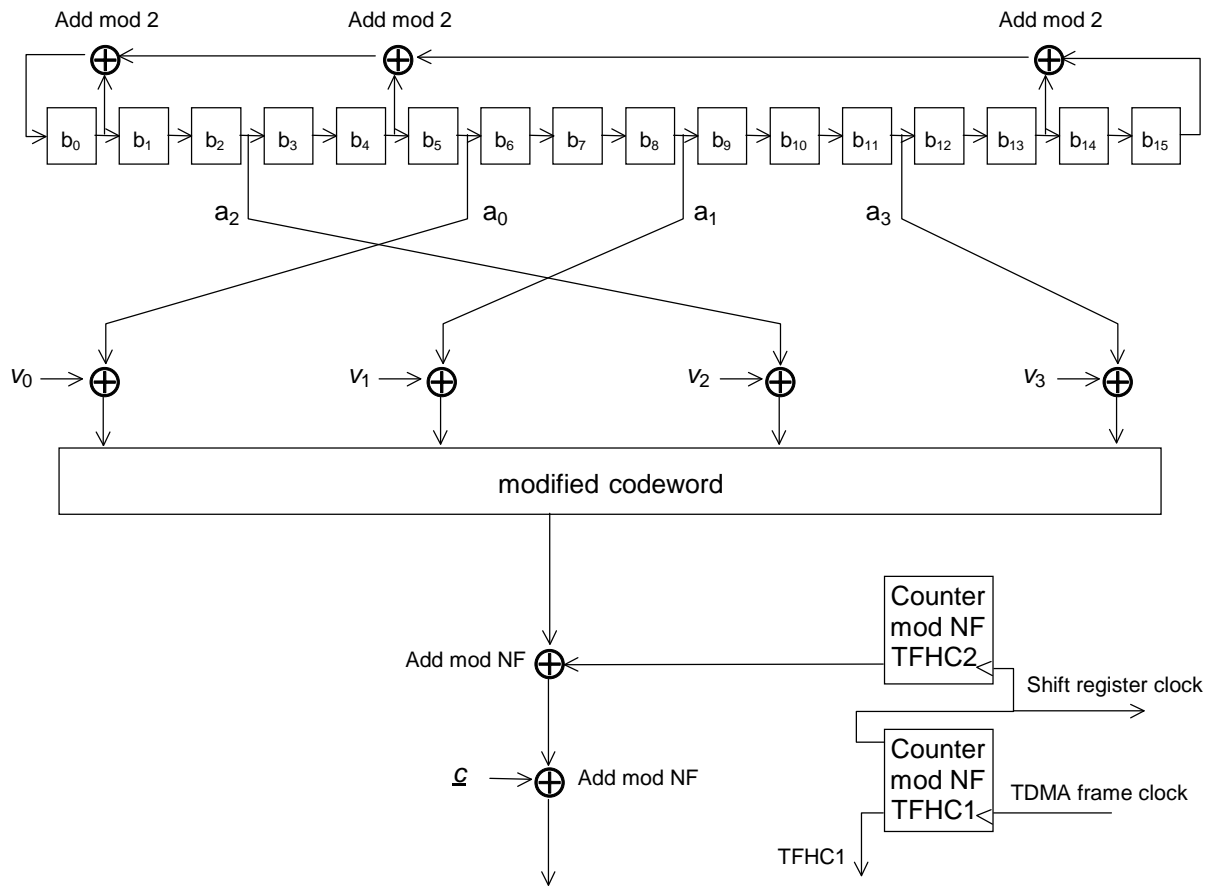 Add mod 2 Add mod 2 Add mod 2
b₀ b₁ b₂ b₃ b₄ b₅ b₆ b₇ b₈ b₉ b₁₀ b₁₁ b₁₂ b₁₃ b₁₄ b₁₅
a₂ a₀ a₁ a₃
v₀ v₁ v₂ v₃
modified codeword
Counter
mod NF
TFHC2
Add mod NF
Shift register clock
Counter
mod NF
TFHC1
c Add mod NF
TDMA frame clock
TFHC1